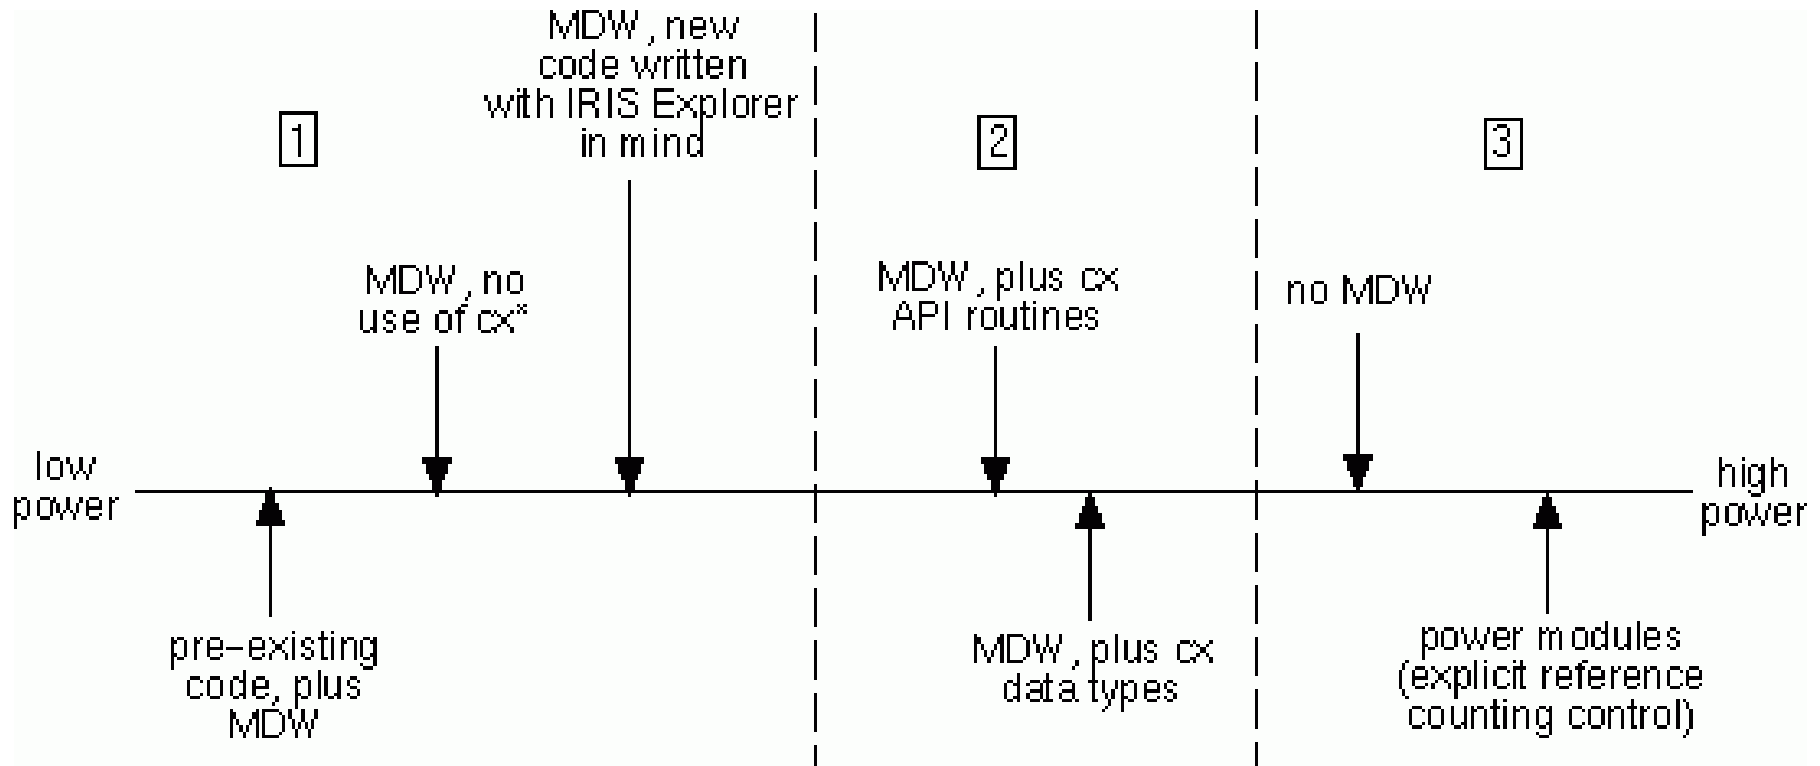 MDW, new
code written
with IRIS Explorer
in mind
1
2
3
MDW, no
use of cx*
MDW, plus cx
API routines
no MDW
low
power
high
power
pre-existing
code, plus
MDW
MDW, plus cx
data types
power modules
(explicit reference
counting control)